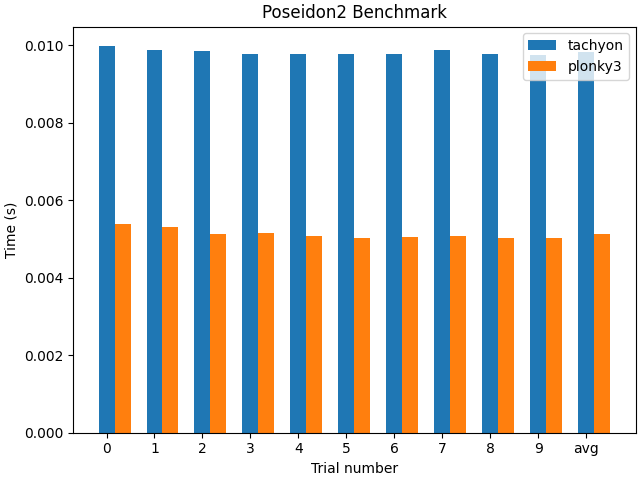 Poseidon2 Benchmark
tachyon
plonky3
Time (s)
0.010
0.008
0.006
0.004
0.002
0.000
0 1 2 3 4 5 6 7 8 9 avg
Trial number